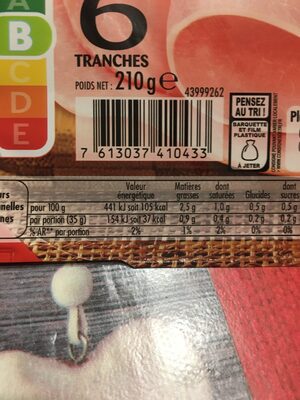 A
B
C
D
E
6
TRANCHES
POIDS NET : 210 g e
43999262
7 613037 410433
PENSEZ
AU TRI !
BARQUETTE
ET FILM
PLASTIQUE
À JETER
Valeur Matières dont Glucides dont
énergétique grasses saturées sucres
pour 100 g 441 kJ soit 105 kcal 2,5 g 1,0 g 0,5 g 0,5 g
par portion (35 g) 154 kJ soit 37 kcal 0,9 g 0,4 g 0,2 g 0,2 g
% AR** par portion 2% 1% 2% 0% 0%